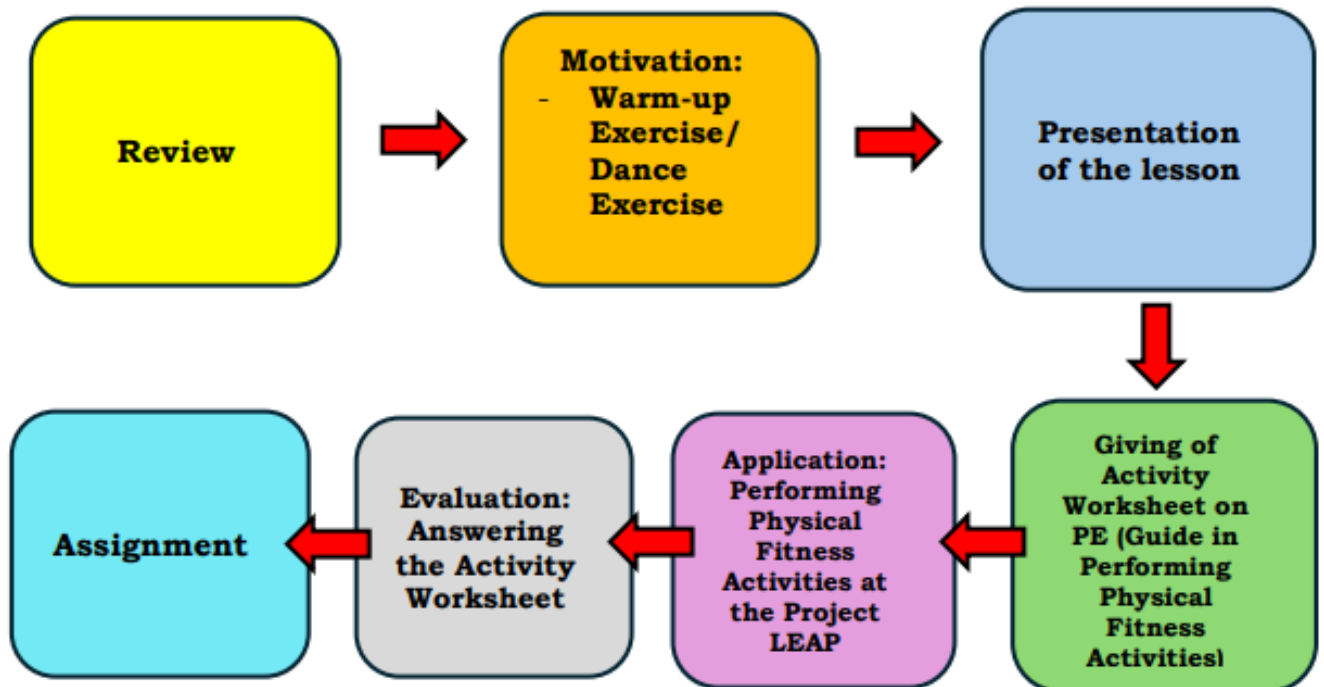 Review
Motivation:
- Warm-up
Exercise/
Dance
Exercise
Presentation
of the lesson
Giving of
Activity
Worksheet on
PE (Guide in
Performing
Physical
Fitness
Activities)
Application:
Performing
Physical
Fitness
Activities at
the Project
LEAP
Evaluation:
Answering
the Activity
Worksheet
Assignment